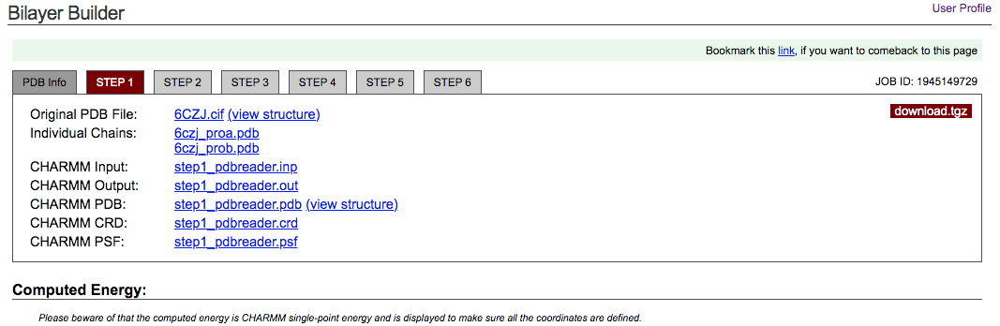 Bilayer Builder
User Profile
Bookmark this link, if you want to comeback to this page
PDB Info STEP 1 STEP 2 STEP 3 STEP 4 STEP 5 STEP 6
JOB ID: 1945149729
download.tgz
Original PDB File: 6CZJ.cif (view structure)
Individual Chains: 6czj_proa.pdb
6czj_prob.pdb
CHARMM Input: step1_pdbreader.inp
CHARMM Output: step1_pdbreader.out
CHARMM PDB: step1_pdbreader.pdb (view structure)
CHARMM CRD: step1_pdbreader.crd
CHARMM PSF: step1_pdbreader.psf
Computed Energy:
Please beware of that the computed energy is CHARMM single-point energy and is displayed to make sure all the coordinates are defined.